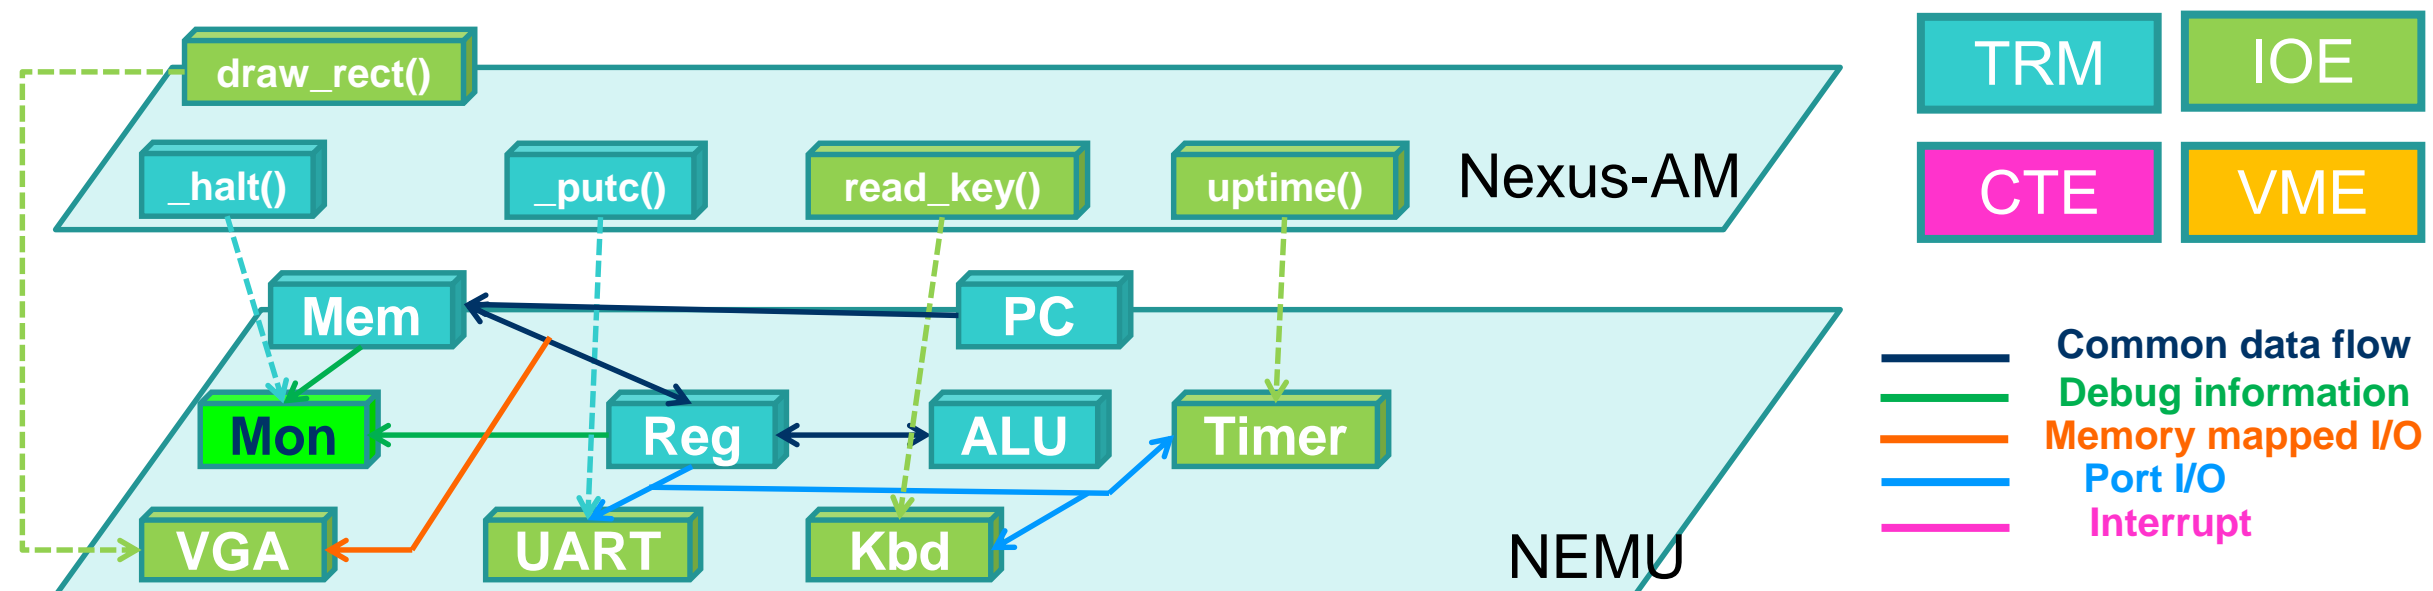 draw_rect()
_halt()
_putc()
read_key()
uptime()
Nexus-AM
Mem
PC
Mon
Reg
ALU
Timer
VGA
UART
Kbd
NEMU
TRM
IOE
CTE
VME
Common data flow
Debug information
Memory mapped I/O
Port I/O
Interrupt